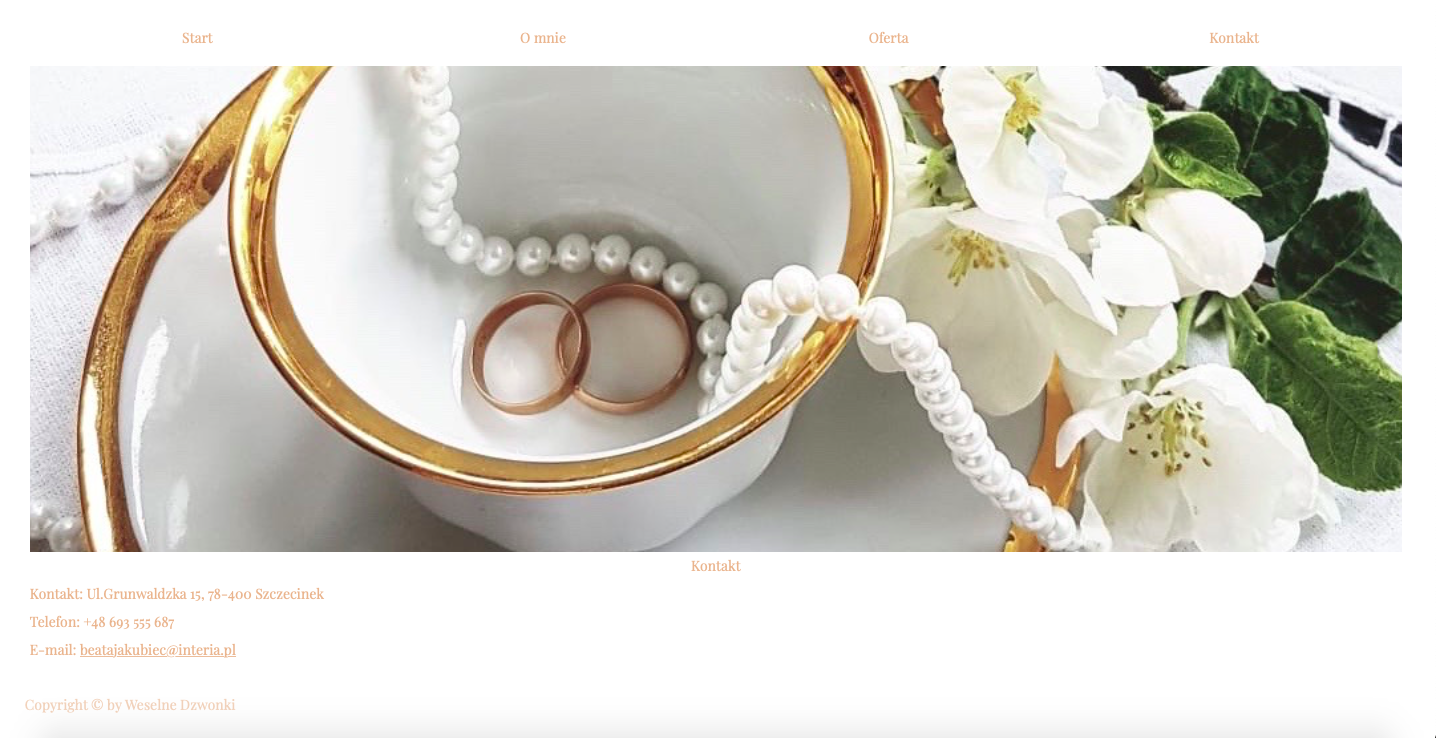 Start
O mnie
Oferta
Kontakt
Kontakt
Kontakt: Ul.Grunwaldzka 15, 78-400 Szczecinek
Telefon: +48 693 555 687
E-mail: beatajakubiec@interia.pl
Copyright © by Weselne Dzwonki